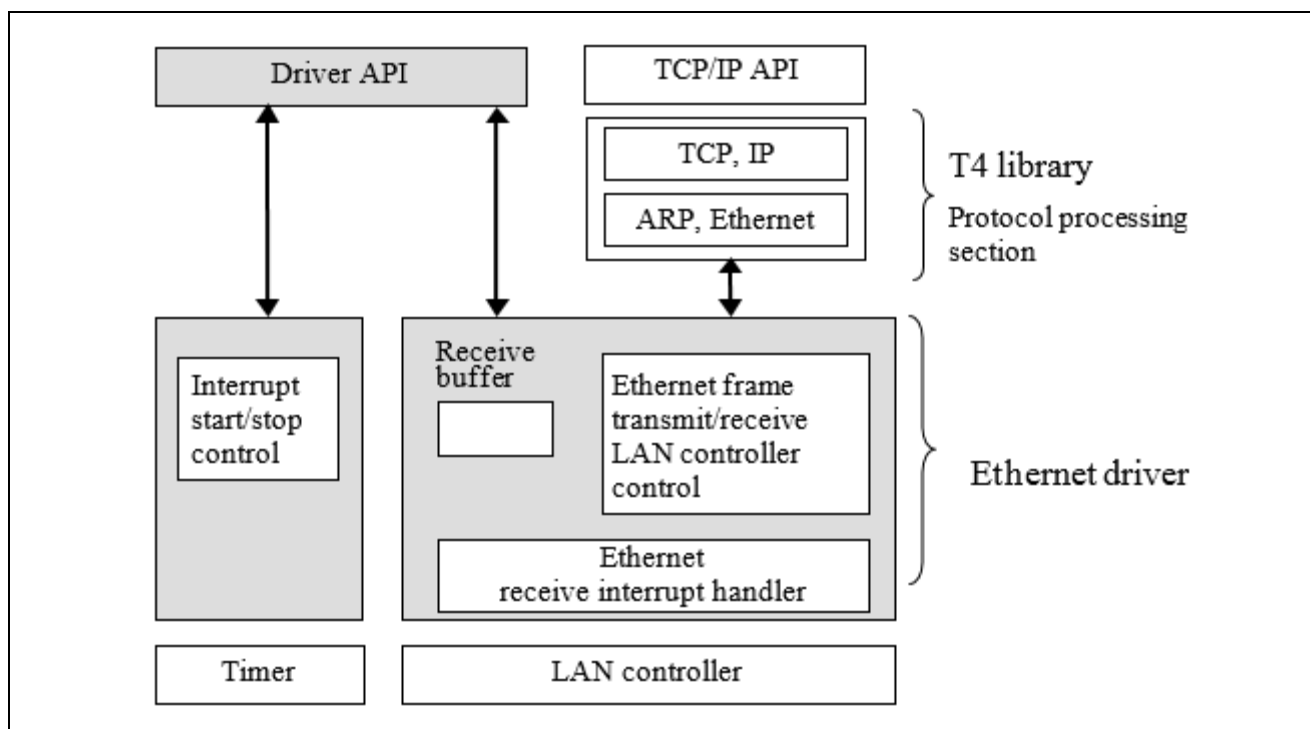 Driver API
TCP/IP API
TCP, IP
ARP, Ethernet
T4 library
Protocol processing
section
Interrupt
start/stop
control
Receive
buffer
Ethernet frame
transmit/receive
LAN controller
control
Ethernet
receive interrupt handler
Ethernet driver
Timer
LAN controller